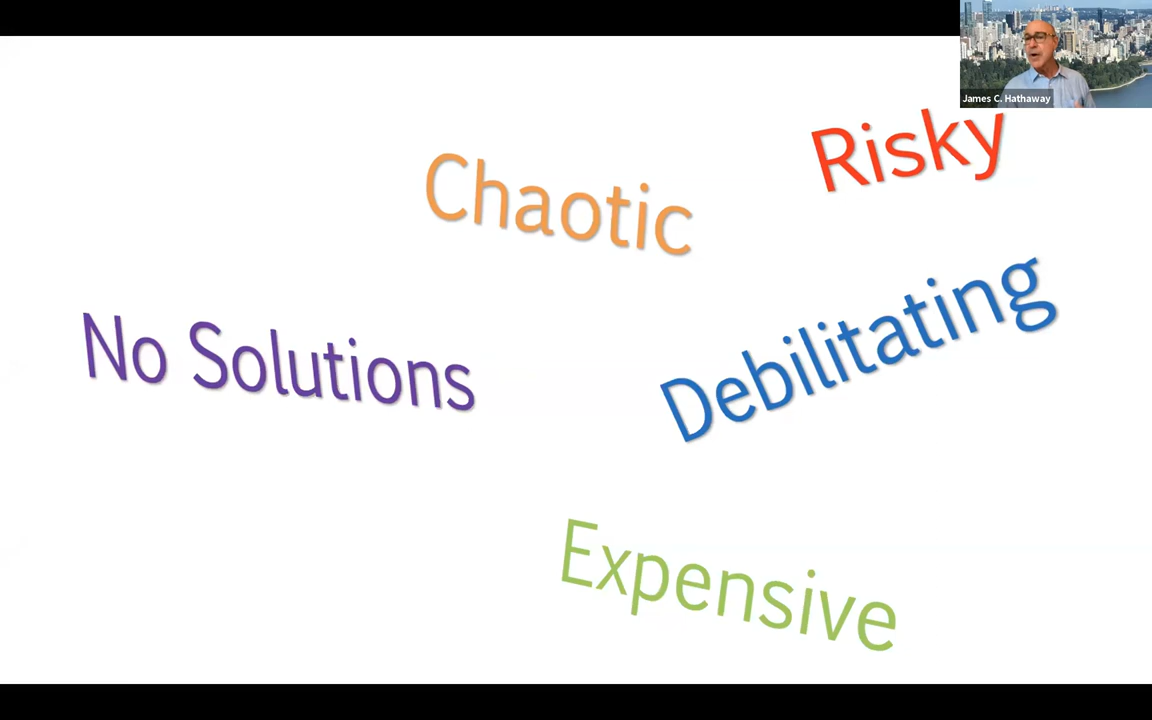 James C. Hathaway
Risky
Chaotic
Debilitating
No Solutions
Expensive